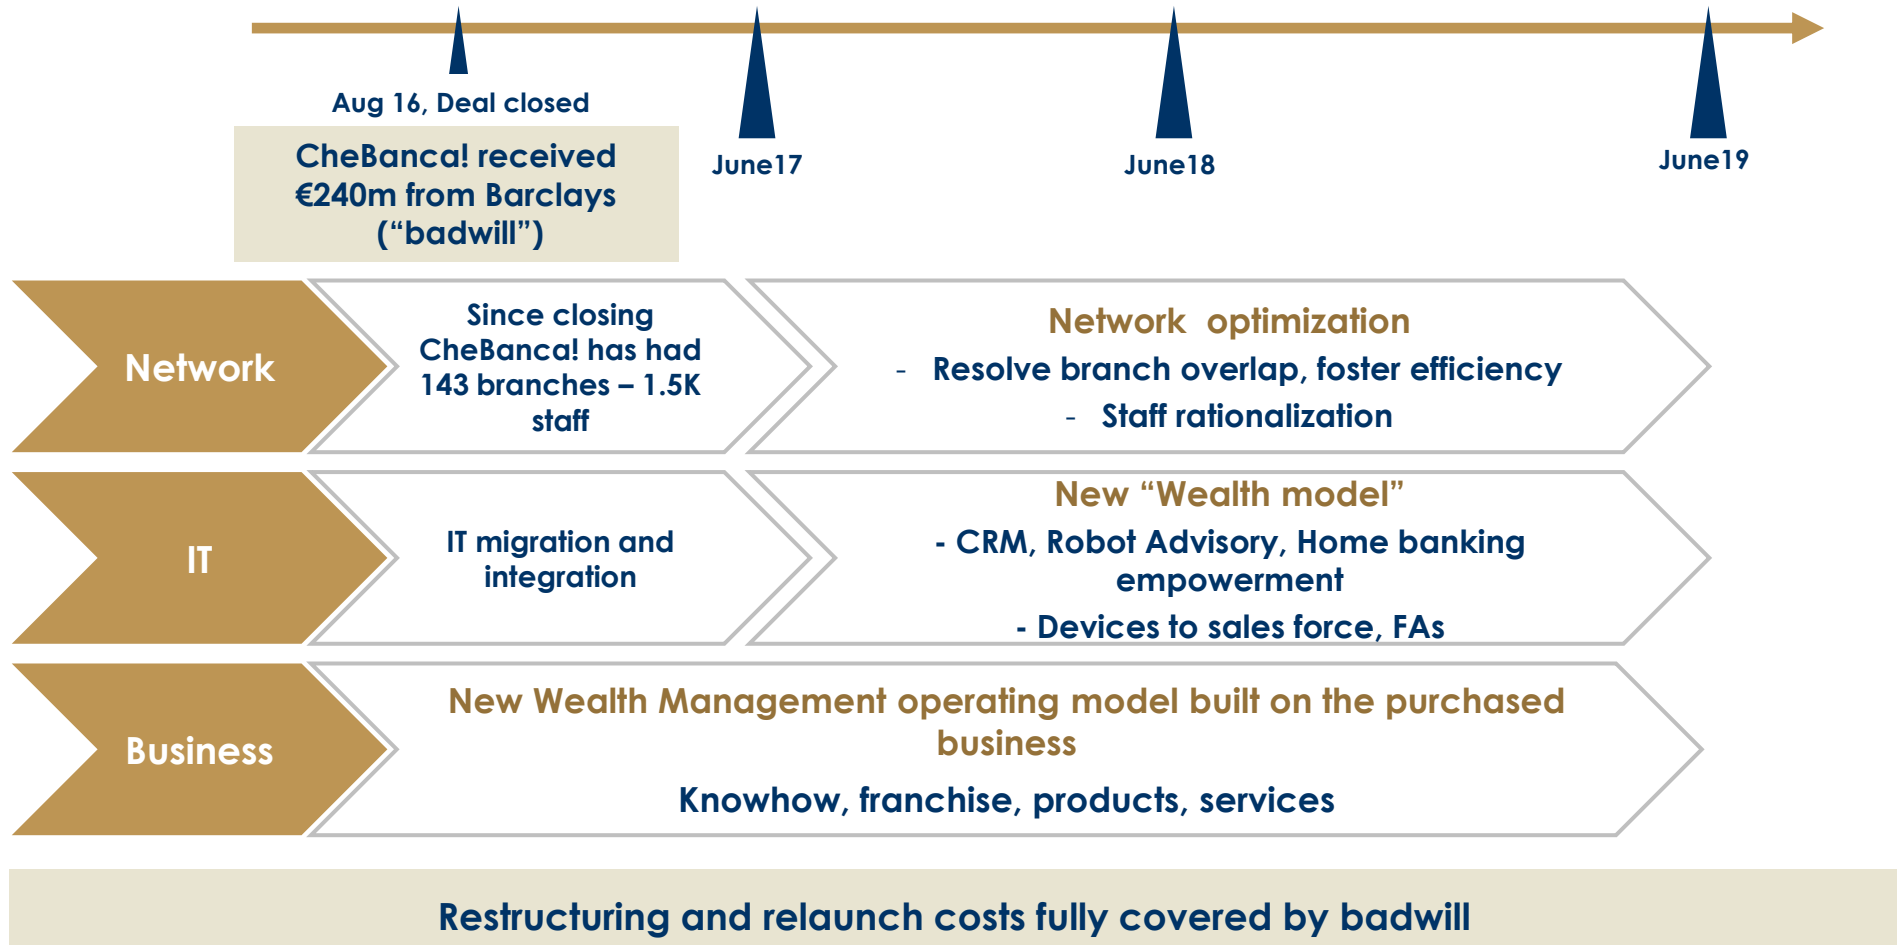 Aug 16, Deal closed
CheBanca! received
€240m from Barclays
(“badwill”)
June17
June18
June19
Network
Since closing
CheBanca! has had
143 branches – 1.5K
staff
Network optimization
- Resolve branch overlap, foster efficiency
- Staff rationalization
IT
IT migration and
integration
New “Wealth model”
- CRM, Robot Advisory, Home banking
empowerment
- Devices to sales force, FAs
Business
New Wealth Management operating model built on the purchased
business
Knowhow, franchise, products, services
Restructuring and relaunch costs fully covered by badwill